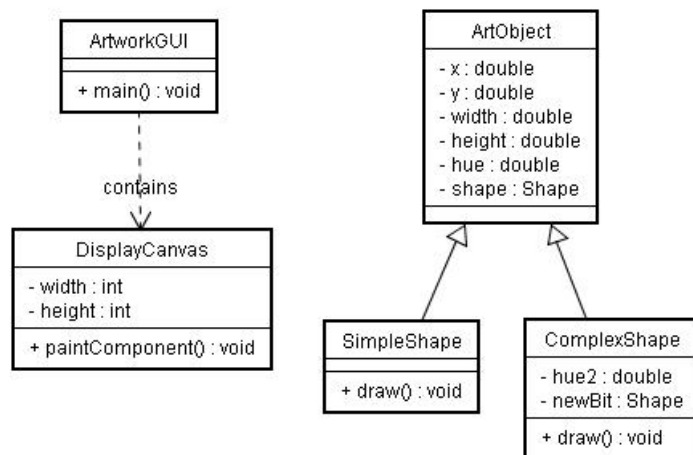 ArtworkGUI
+ main() : void
contains
DisplayCanvas
- width : int
- height : int
+ paintComponent() : void
ArtObject
- x : double
- y : double
- width : double
- height : double
- hue : double
- shape : Shape
SimpleShape
+ draw() : void
ComplexShape
- hue2 : double
- newBit : Shape
+ draw() : void